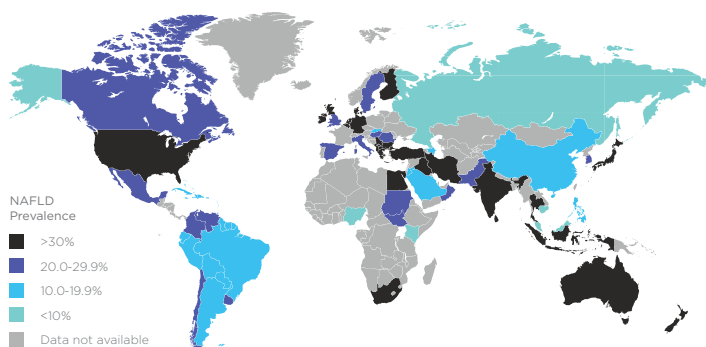 NAFLD
Prevalence
>30%
20.0-29.9%
10.0-19.9%
<10%
Data not available